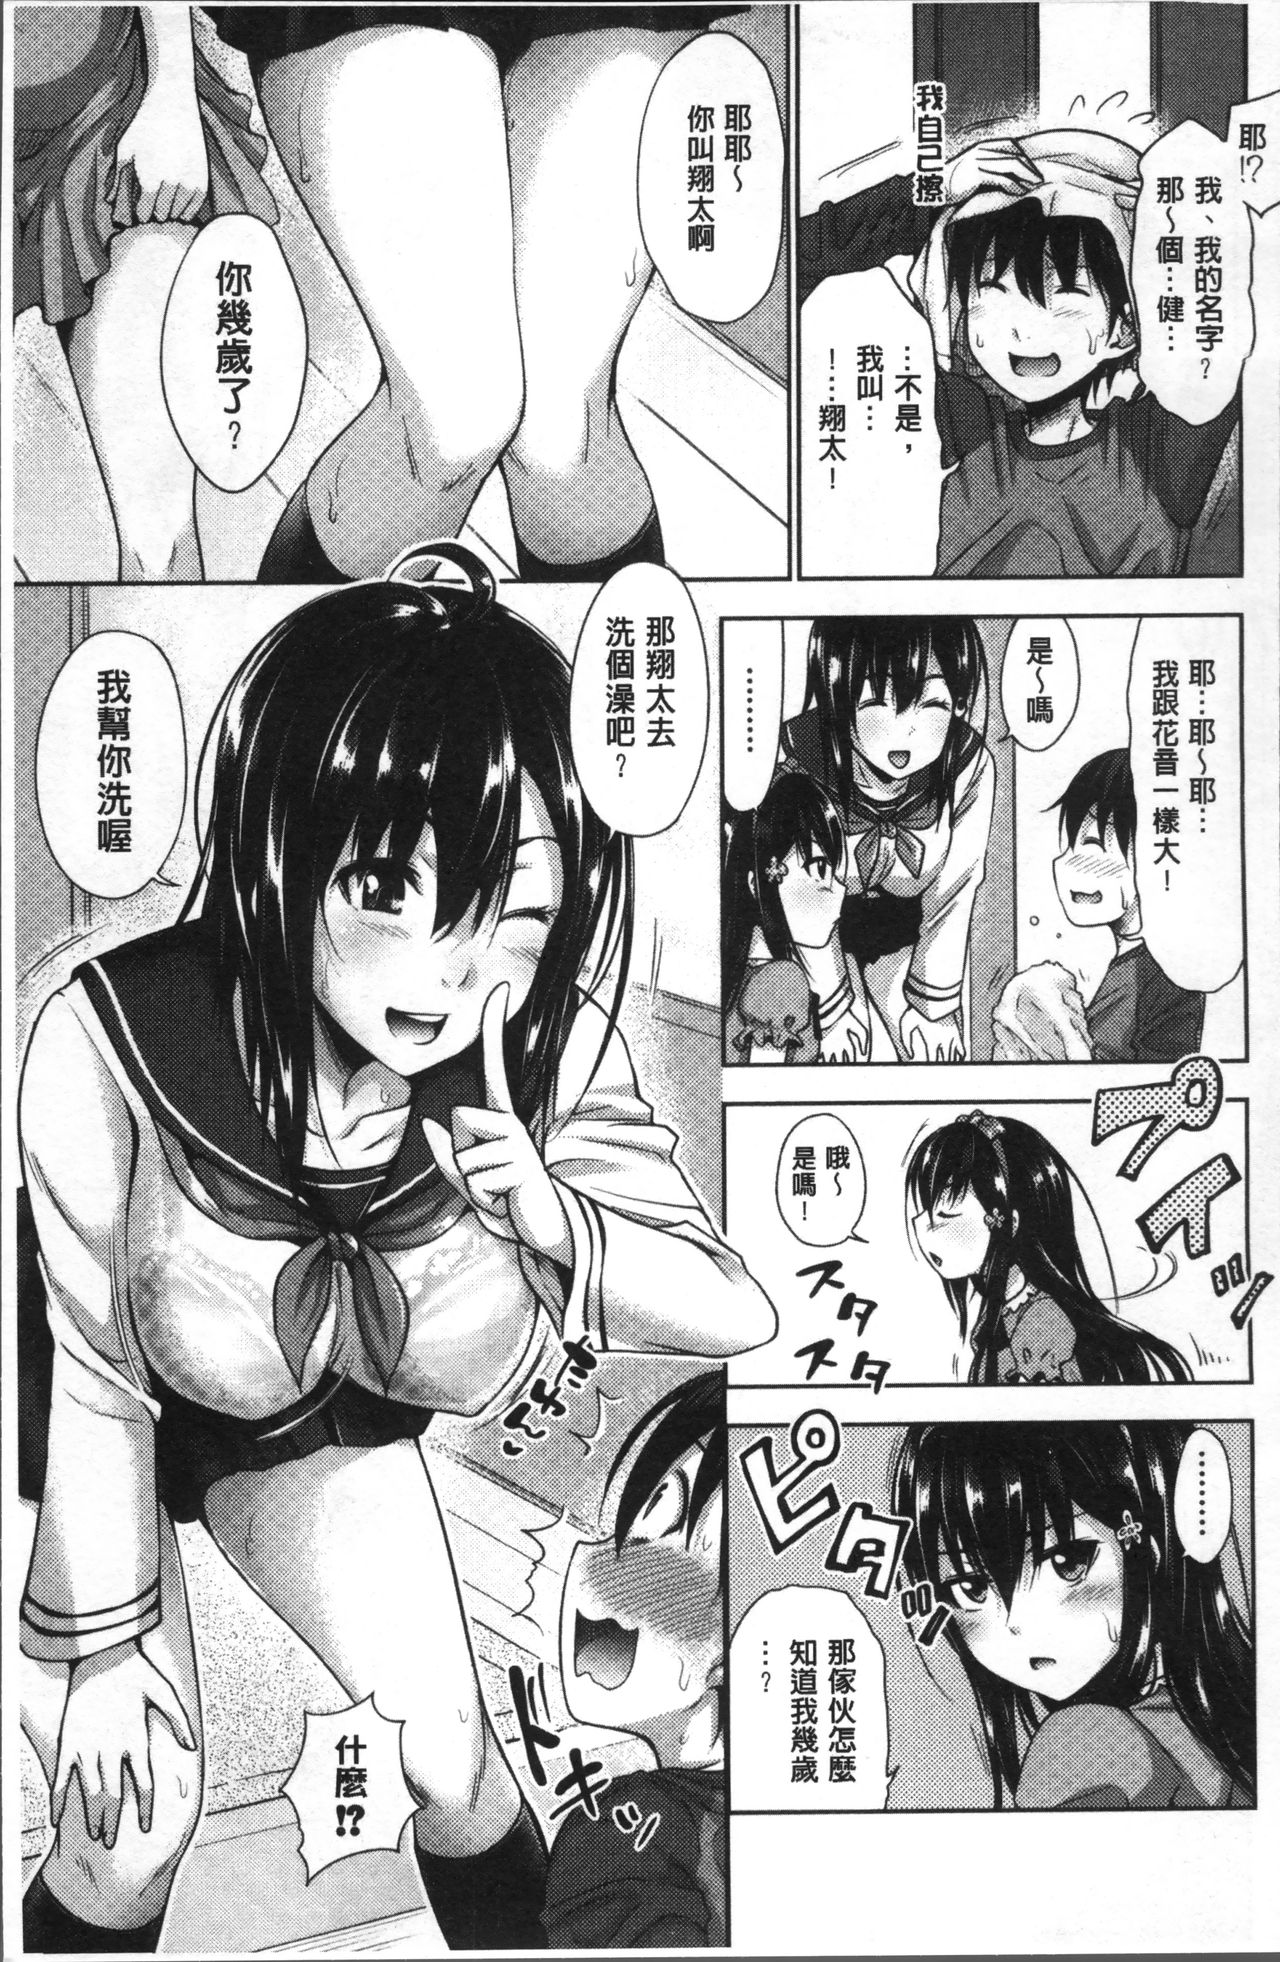 耶!?
我、我的名字?
那~個…健…
我自己擦
…不是,
我叫…
!…翔太!
耶耶~
你叫翔太啊
你幾歲了?
耶…耶~耶…
我跟花音一樣大!
是~嗎
………
プイッ
哦~
是嗎!
スタ
スタ
………
ピタッ
那傢伙怎麼
知道我幾歲
…?
那翔太去
洗個澡吧?
我幫你洗喔
ドキッ
什麼!?